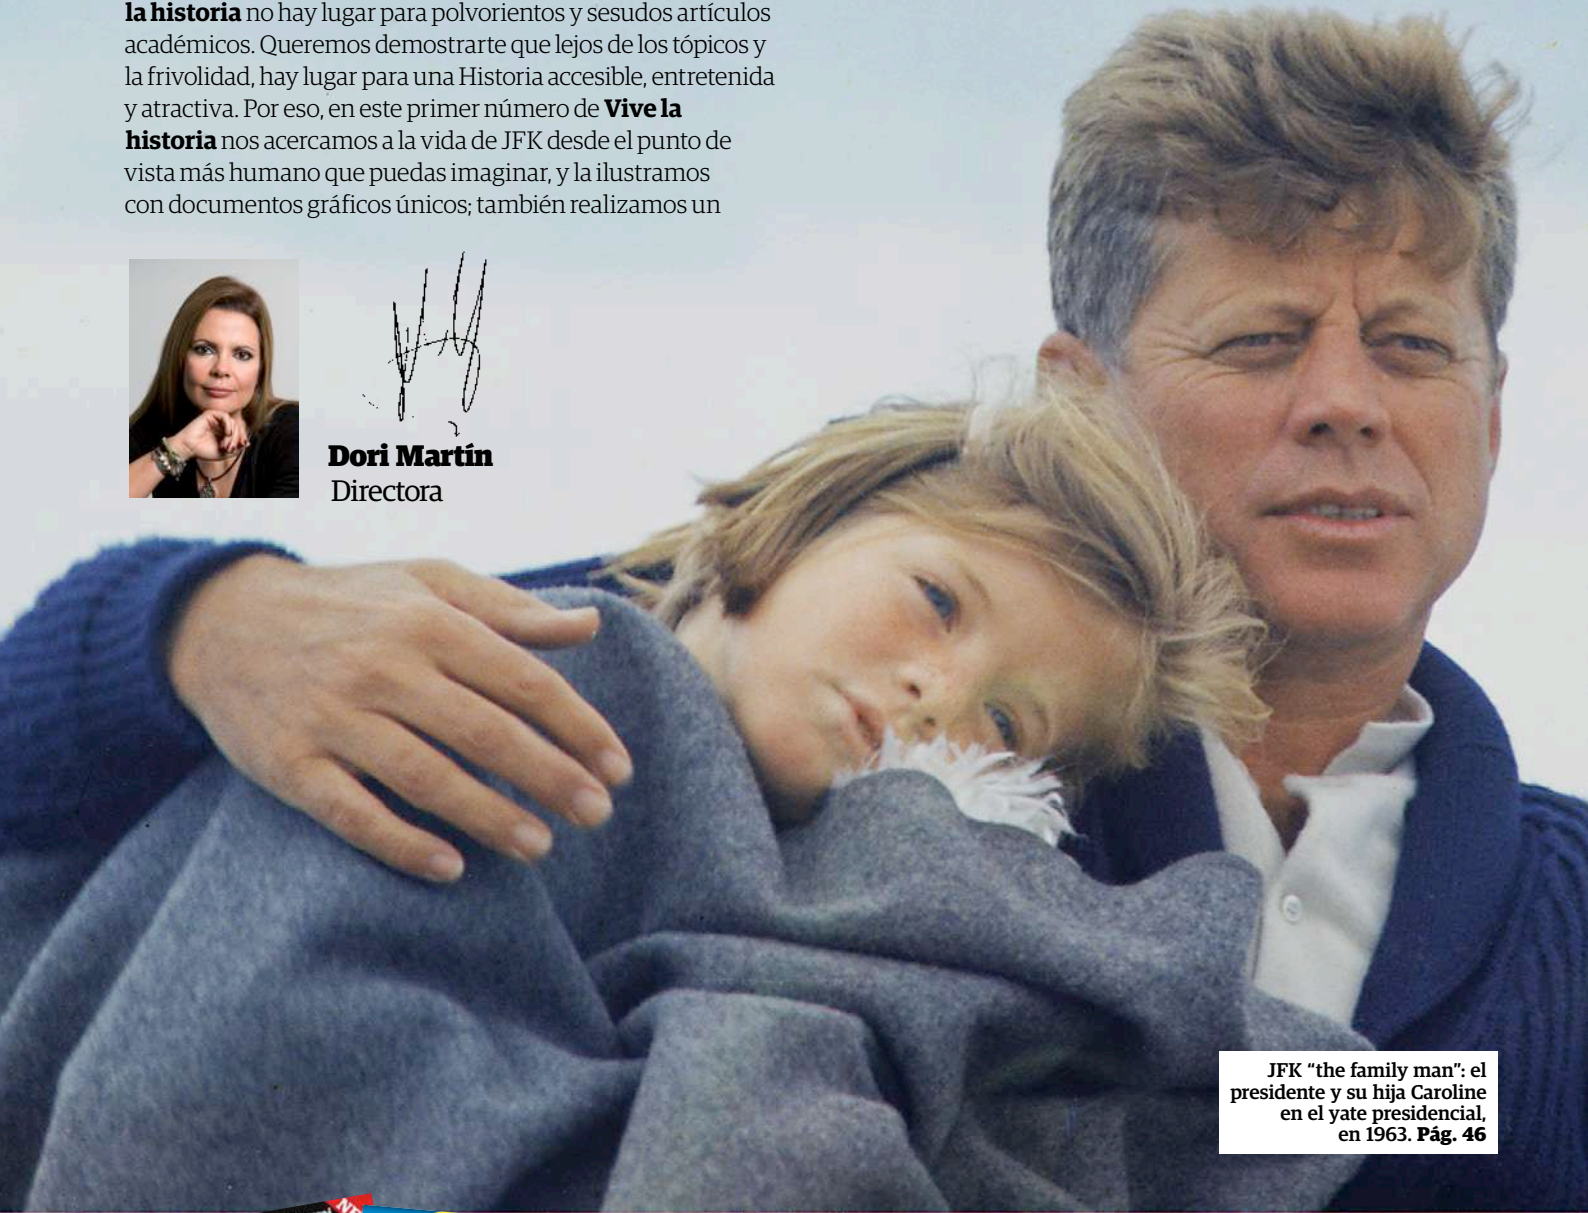 la historia no hay lugar para polvorientos y sesudos artículos
académicos. Queremos demostrarte que lejos de los tópicos y
la frivolidad, hay lugar para una Historia accesible, entretenida
y atractiva. Por eso, en este primer número de Vive la
historia nos acercamos a la vida de JFK desde el punto de
vista más humano que puedas imaginar, y la ilustramos
con documentos gráficos únicos; también realizamos un
Dori Martín
Directora
JFK “the family man”: el
presidente y su hija Caroline
en el yate presidencial,
en 1963. Pág. 46